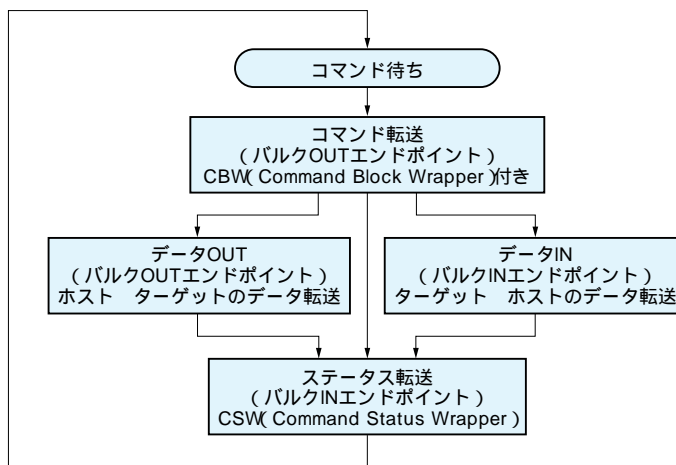 コマンド待ち
コマンド転送
（バルクOUTエンドポイント）
CBW(Command Block Wrapper)付き
データOUT
（バルクOUTエンドポイント）
ホスト　ターゲットのデータ転送
データIN
（バルクINエンドポイント）
ターゲット　ホストのデータ転送
ステータス転送
（バルクINエンドポイント）
CSW(Command Status Wrapper)